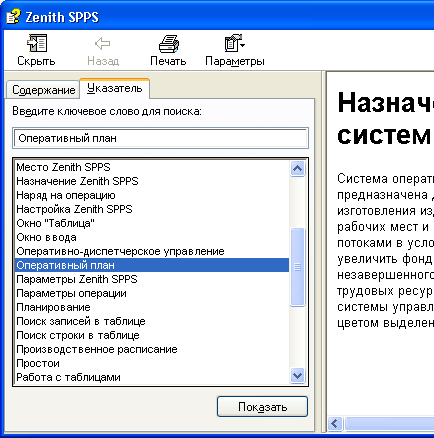 Zenith SPPS
Скрыть Назад Печать Параметры
Содержание Указатель
Введите ключевое слово для поиска:
Оперативный план
Место Zenith SPPS
Назначение Zenith SPPS
Наряд на операцию
Настройка Zenith SPPS
Окно "Таблица"
Окно ввода
Оперативно-диспетчерское управление
Оперативный план
Параметры Zenith SPPS
Параметры операции
Планирование
Поиск записей в таблице
Поиск строки в таблице
Производственное расписание
Простои
Работа с таблицами
Показать
Назначе
систем
Система операти
предназначена д
изготовления изд
рабочих мест и
потоками в усло
увеличить фонд
незавершенного
трудовых ресур
системы управл
цветом выделен